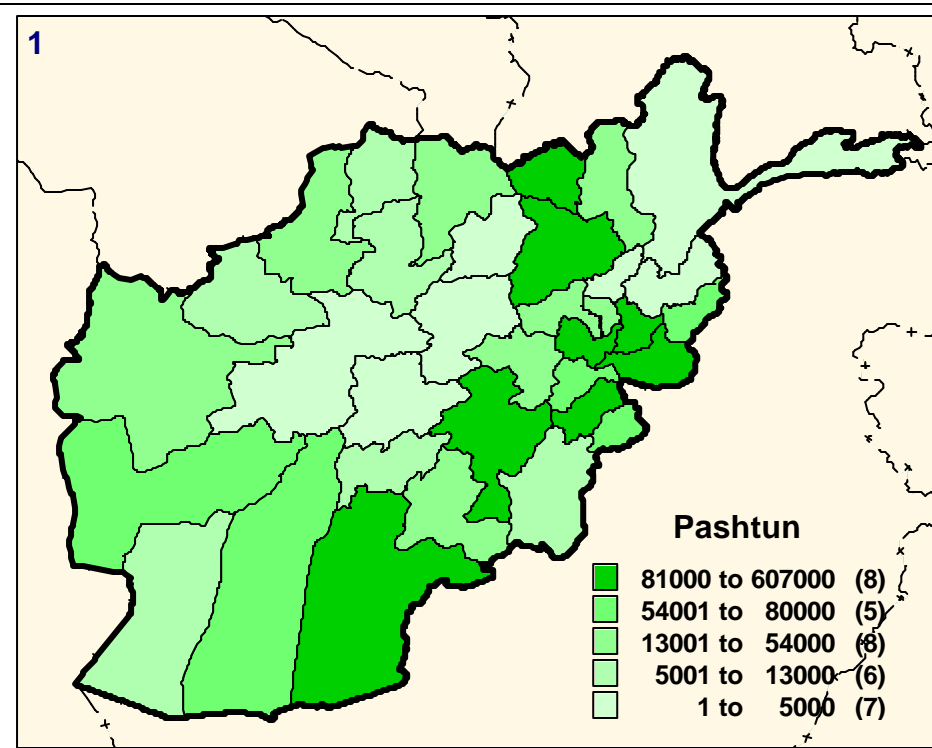 1
Pashtun
81000 to 607000 (8)
54001 to 80000 (5)
13001 to 54000 (8)
5001 to 13000 (6)
1 to 5000 (7)